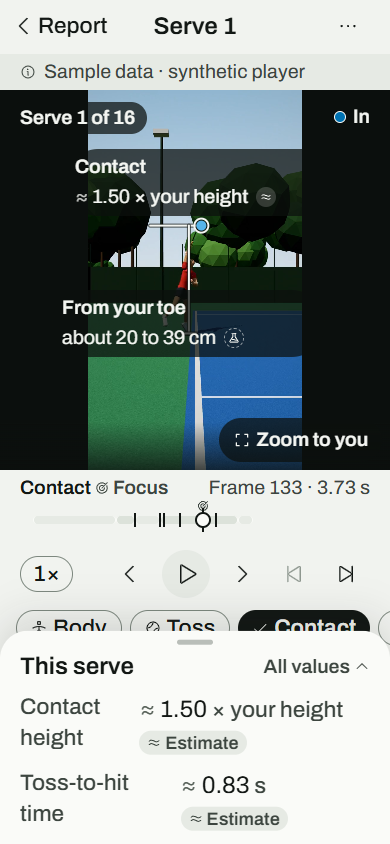 Report
Serve 1
Sample data · synthetic player
Serve 1 of 16
In
Contact
≈ 1.50 × your height ≈
From your toe
about 20 to 39 cm
Zoom to you
Contact Focus
Frame 133 · 3.73 s
1×
Body
Toss
Contact
This serve
All values
Contact height
≈ 1.50 × your height
≈ Estimate
Toss-to-hit time
≈ 0.83 s
≈ Estimate